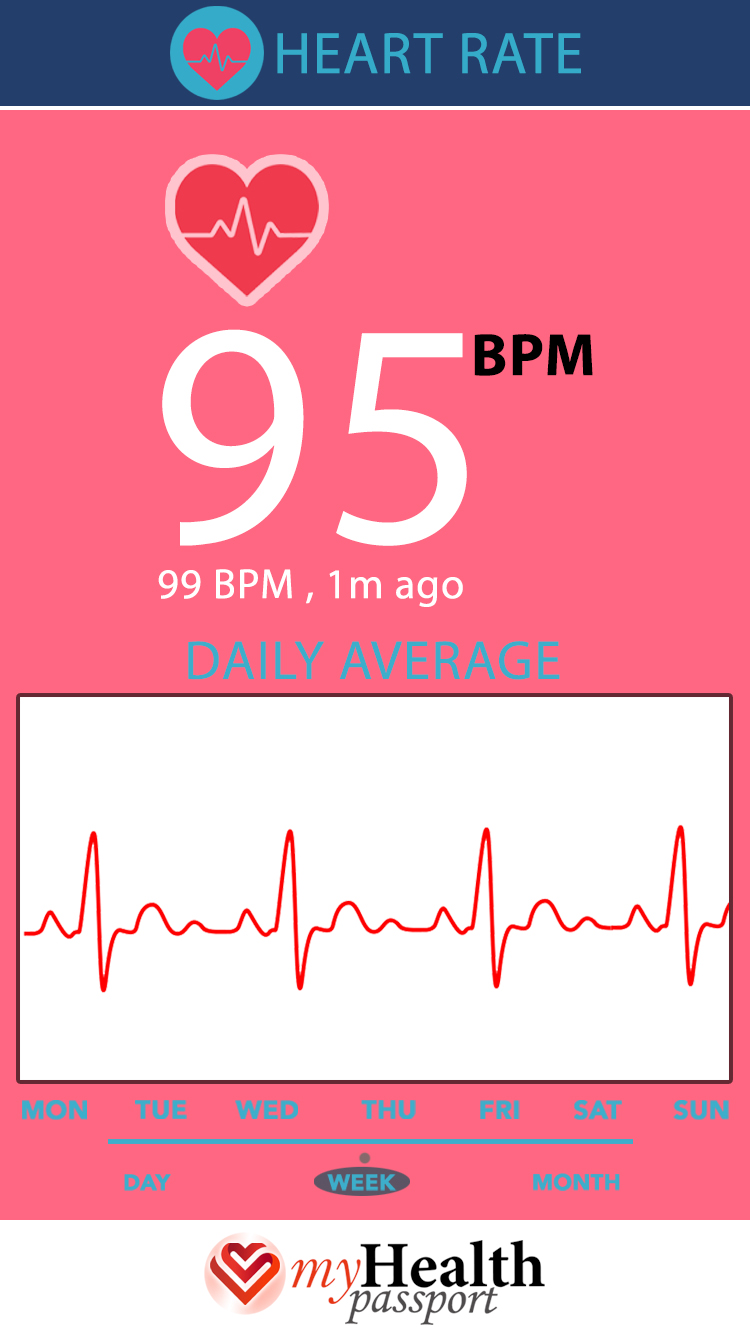 HEART RATE
95 BPM
99 BPM , 1m ago
DAILY AVERAGE
MON TUE WED THU FRI SAT SUN
DAY WEEK MONTH
myHealth
passport